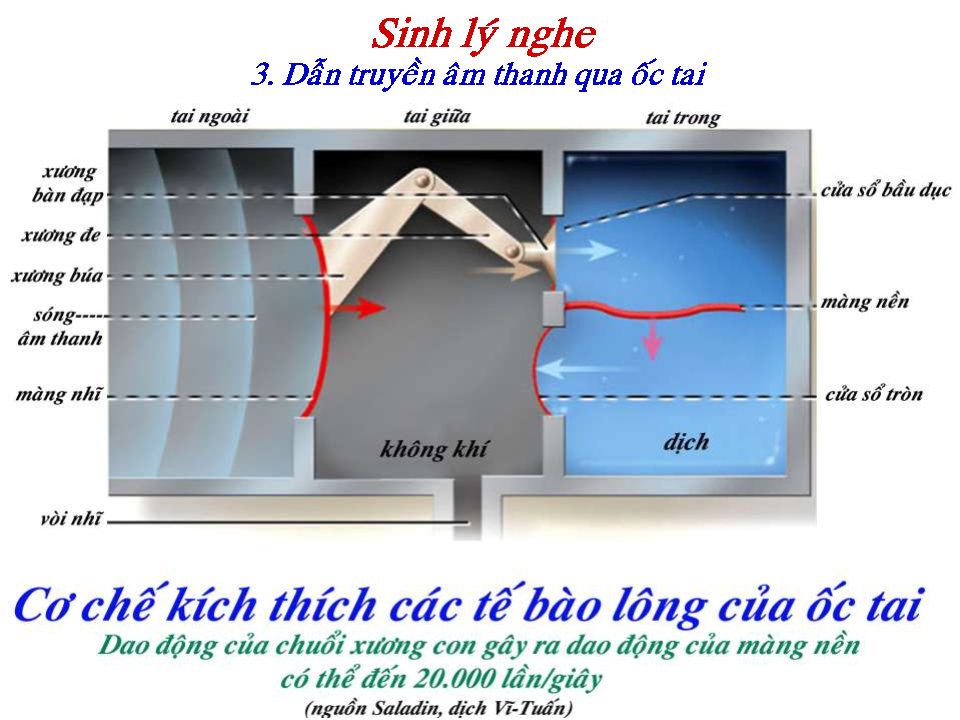 Sinh lý nghe
3. Dẫn truyền âm thanh qua ốc tai
tai ngoài
tai giữa
tai trong
xương
bàn đạp
xương đe
xương búa
sóng
âm thanh
màng nhĩ
vòi nhĩ
cửa sổ bầu dục
màng nền
cửa sổ tròn
không khí
dịch
Cơ chế kích thích các tế bào lông của ốc tai
Dao động của chuổi xương con gây ra dao động của màng nền
có thể đến 20.000 lần/giây
(nguồn Saladin, dịch Vĩ-Tuấn)